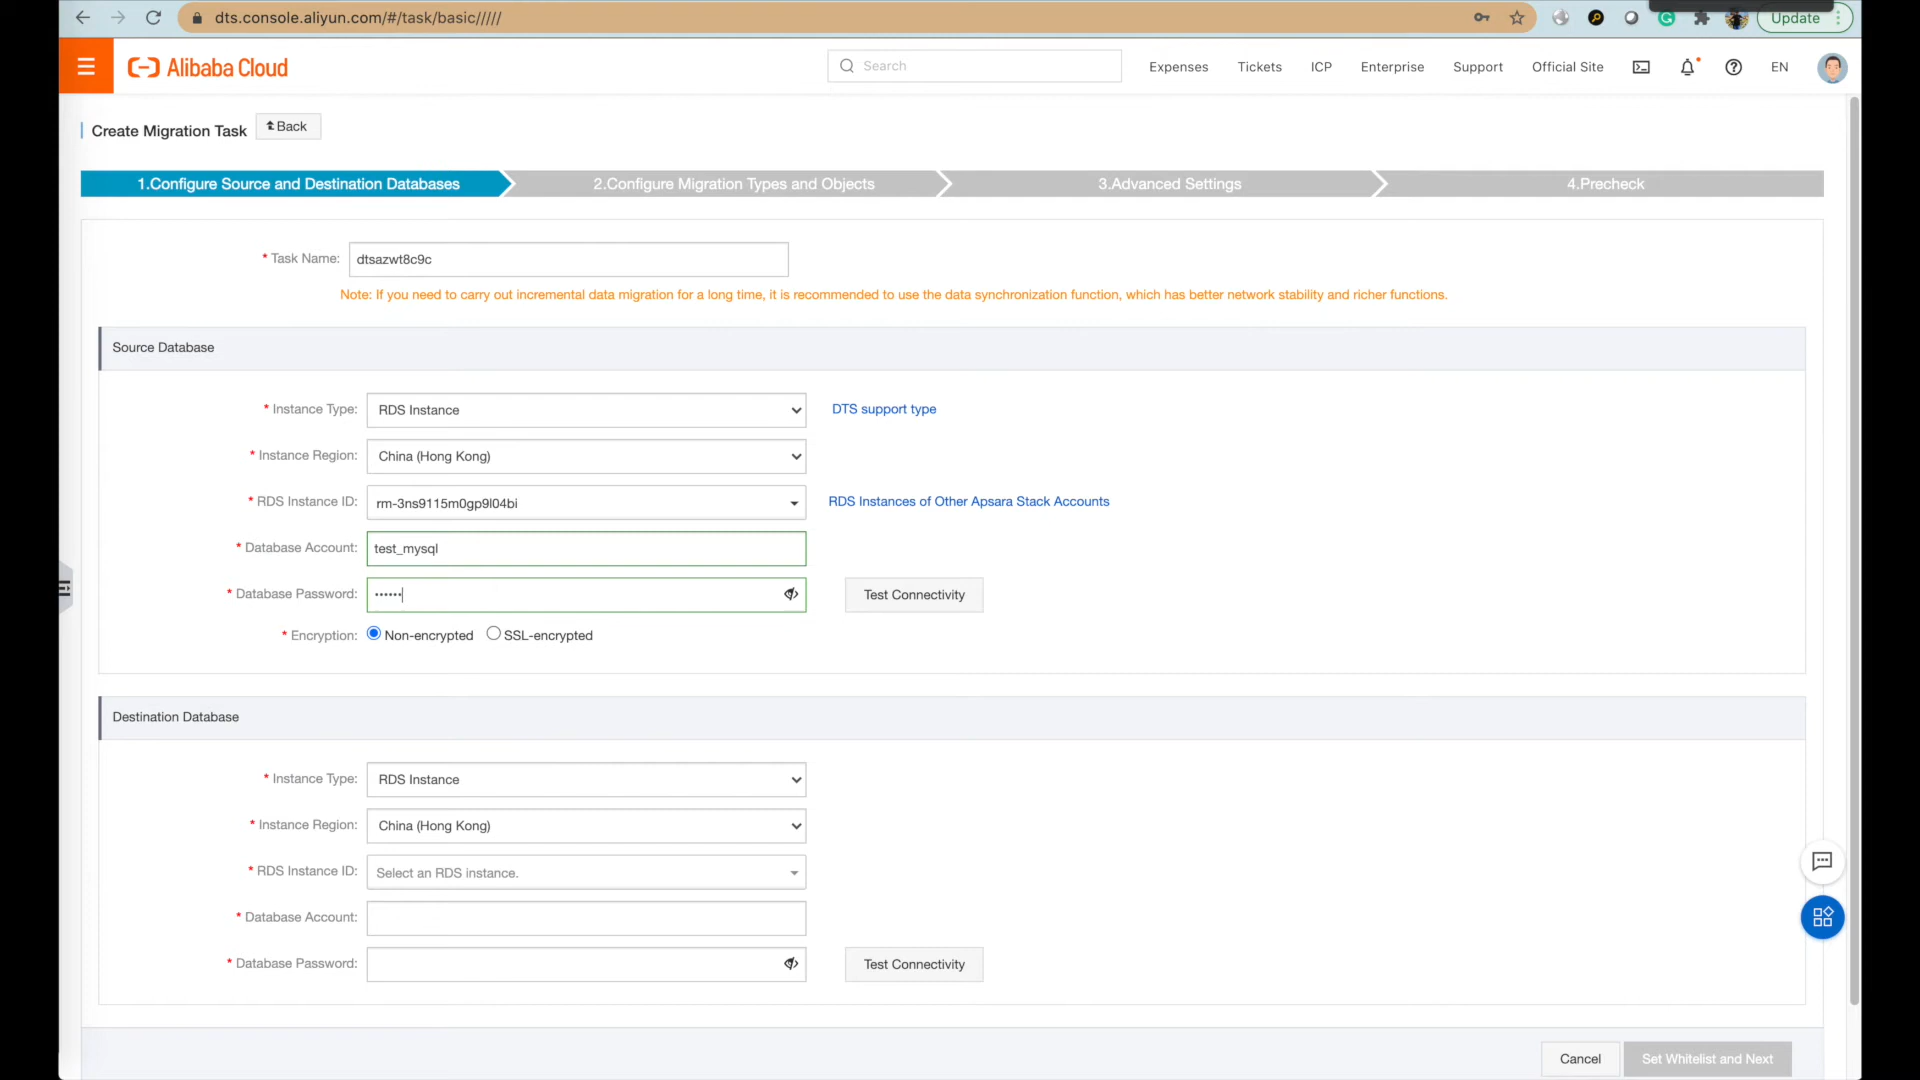 dts.console.aliyun.com/#/task/basic/////
Update
Alibaba Cloud
Search
Expenses
Tickets
ICP
Enterprise
Support
Official Site
EN
Create Migration Task
Back
1.Configure Source and Destination Databases
2.Configure Migration Types and Objects
3.Advanced Settings
4.Precheck
* Task Name: dtsazwt8c9c
Note: If you need to carry out incremental data migration for a long time, it is recommended to use the data synchronization function, which has better network stability and richer functions.
Source Database
* Instance Type: RDS Instance
DTS support type
* Instance Region: China (Hong Kong)
* RDS Instance ID: rm-3ns9115m0gp9l04bi
RDS Instances of Other Apsara Stack Accounts
* Database Account: test_mysql
* Database Password: ••••••
Test Connectivity
* Encryption: Non-encrypted SSL-encrypted
Destination Database
* Instance Type: RDS Instance
* Instance Region: China (Hong Kong)
* RDS Instance ID: Select an RDS instance.
* Database Account:
* Database Password:
Test Connectivity
Cancel
Set Whitelist and Next